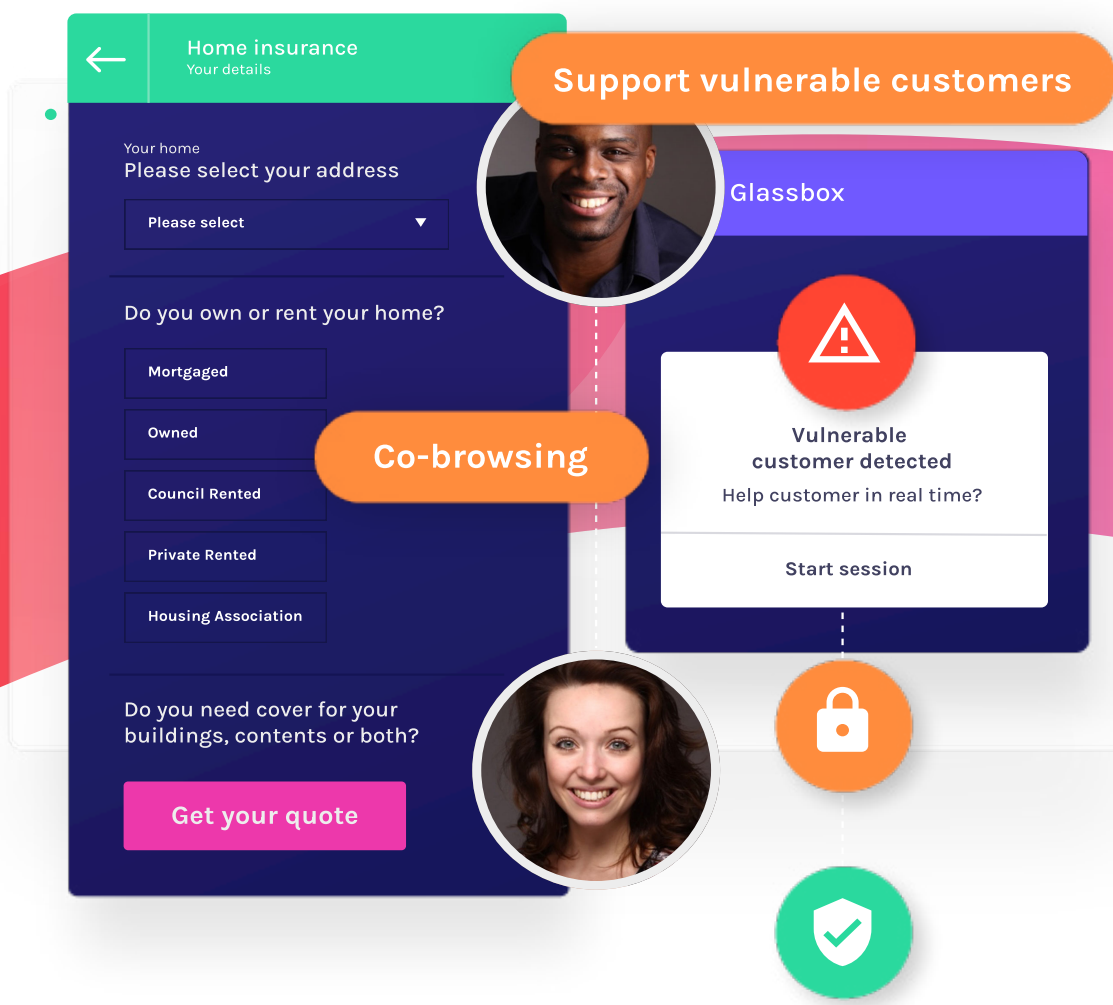 Home insurance
Your details
Support vulnerable customers
Your home
Please select your address
Please select
Do you own or rent your home?
Mortgaged
Owned
Council Rented
Private Rented
Housing Association
Co-browsing
Do you need cover for your
buildings, contents or both?
Get your quote
Glassbox
Vulnerable
customer detected
Help customer in real time?
Start session